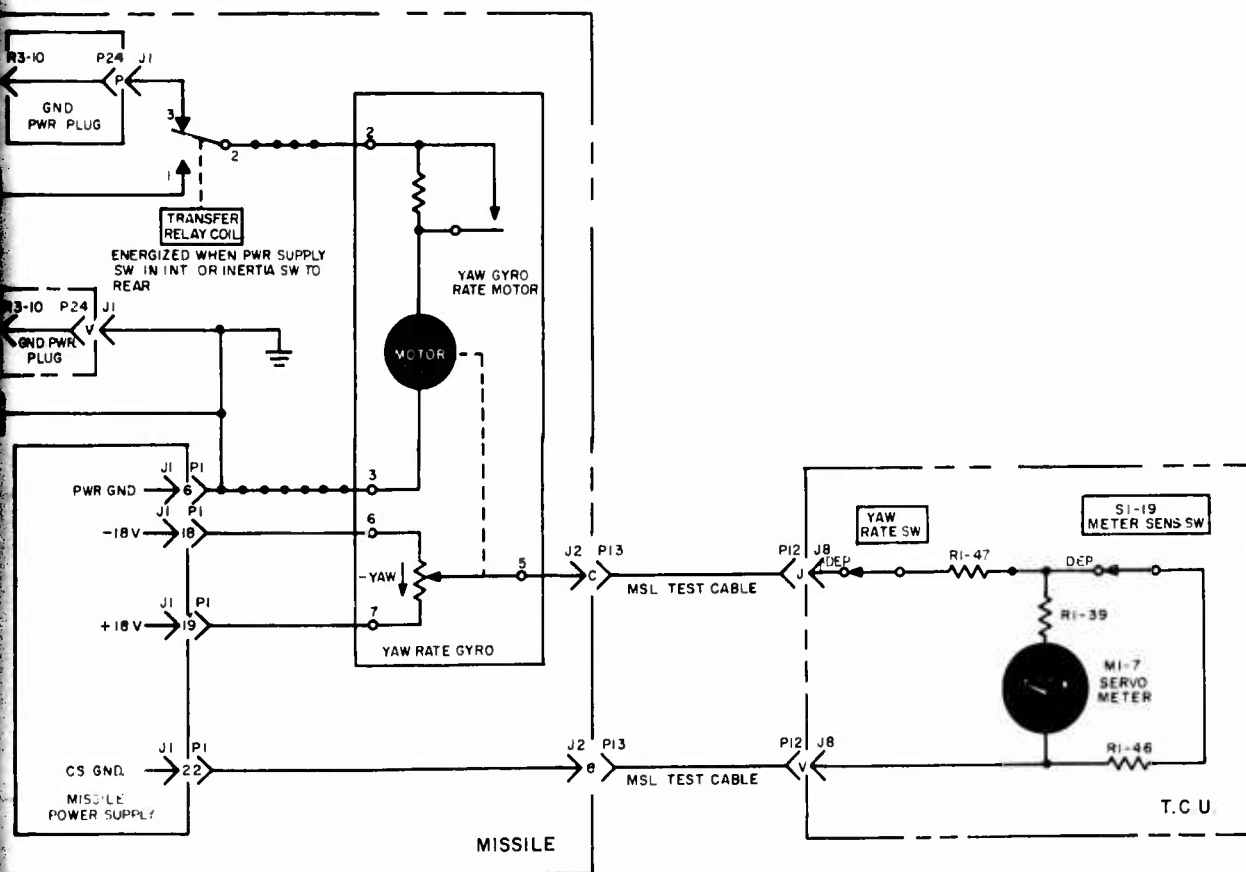 R3-10 P24 J1
P
GND
PWR PLUG
3
2
1
TRANSFER
RELAY COIL
ENERGIZED WHEN PWR SUPPLY
SW IN INT OR INERTIA SW TO
REAR
R3-10 P24 J1
V
GND PWR
PLUG
2
YAW GYRO
RATE MOTOR
MOTOR
3
6
-YAW
5
7
YAW RATE GYRO
J1 P1
PWR GND 6
J1 P1
-18V 18
J1 P1
+18V 19
J1 P1
CS GND. 22
MISSILE
POWER SUPPLY
J2 P13
C
MSL TEST CABLE
P12 J8
J
J2 P13
MSL TEST CABLE
P12 J8
V
MISSILE
YAW
RATE SW
S1-19
METER SENS SW
DEP
R1-47
DEP
R1-39
M1-7
SERVO
METER
R1-46
T.C.U.